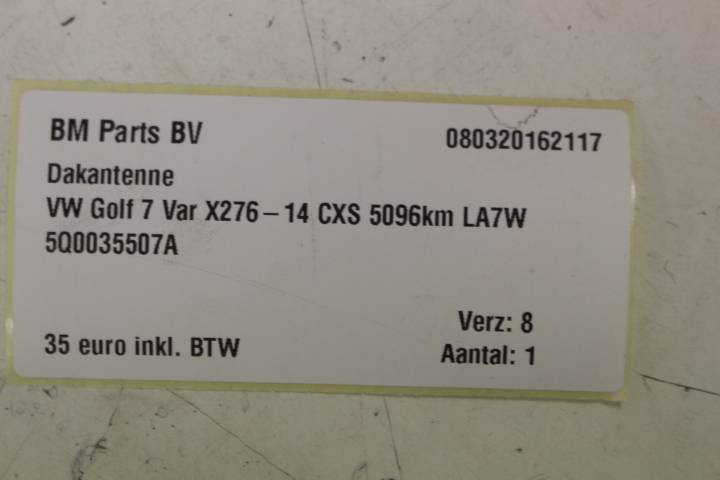 BM Parts BV
080320162117
Dakantenne
VW Golf 7 Var X276 – 14 CXS 5096km LA7W
5Q0035507A
Verz: 8
35 euro inkl. BTW
Aantal: 1